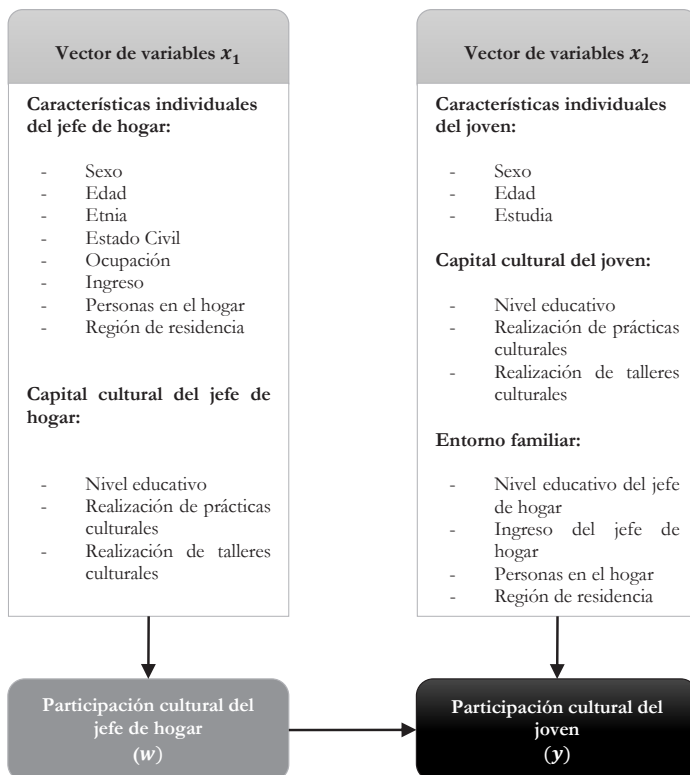 Vector de variables x₁
Características individuales
del jefe de hogar:
- Sexo
- Edad
- Etnia
- Estado Civil
- Ocupación
- Ingreso
- Personas en el hogar
- Región de residencia
Capital cultural del jefe de
hogar:
- Nivel educativo
- Realización de prácticas
culturales
- Realización de talleres
culturales
Participación cultural del
jefe de hogar
(w)
Vector de variables x₂
Características individuales
del joven:
- Sexo
- Edad
- Estudia
Capital cultural del joven:
- Nivel educativo
- Realización de prácticas
culturales
- Realización de talleres
culturales
Entorno familiar:
- Nivel educativo del jefe
de hogar
- Ingreso del jefe de
hogar
- Personas en el hogar
- Región de residencia
Participación cultural del
joven
(y)